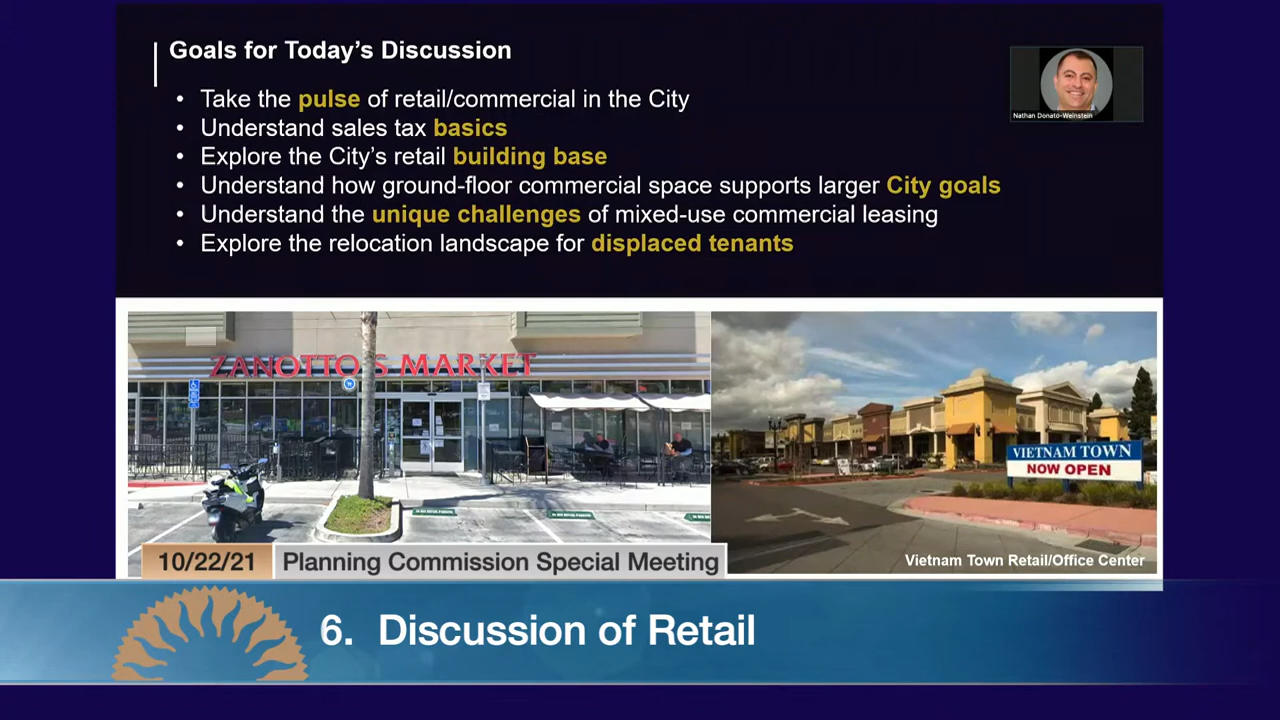 Goals for Today's Discussion
• Take the pulse of retail/commercial in the City
• Understand sales tax basics
• Explore the City's retail building base
• Understand how ground-floor commercial space supports larger City goals
• Understand the unique challenges of mixed-use commercial leasing
• Explore the relocation landscape for displaced tenants
Nathan Donato-Weinstein
ZANOTTO'S MARKET
VIETNAM TOWN
NOW OPEN
Vietnam Town Retail/Office Center
10/22/21 Planning Commission Special Meeting
6. Discussion of Retail